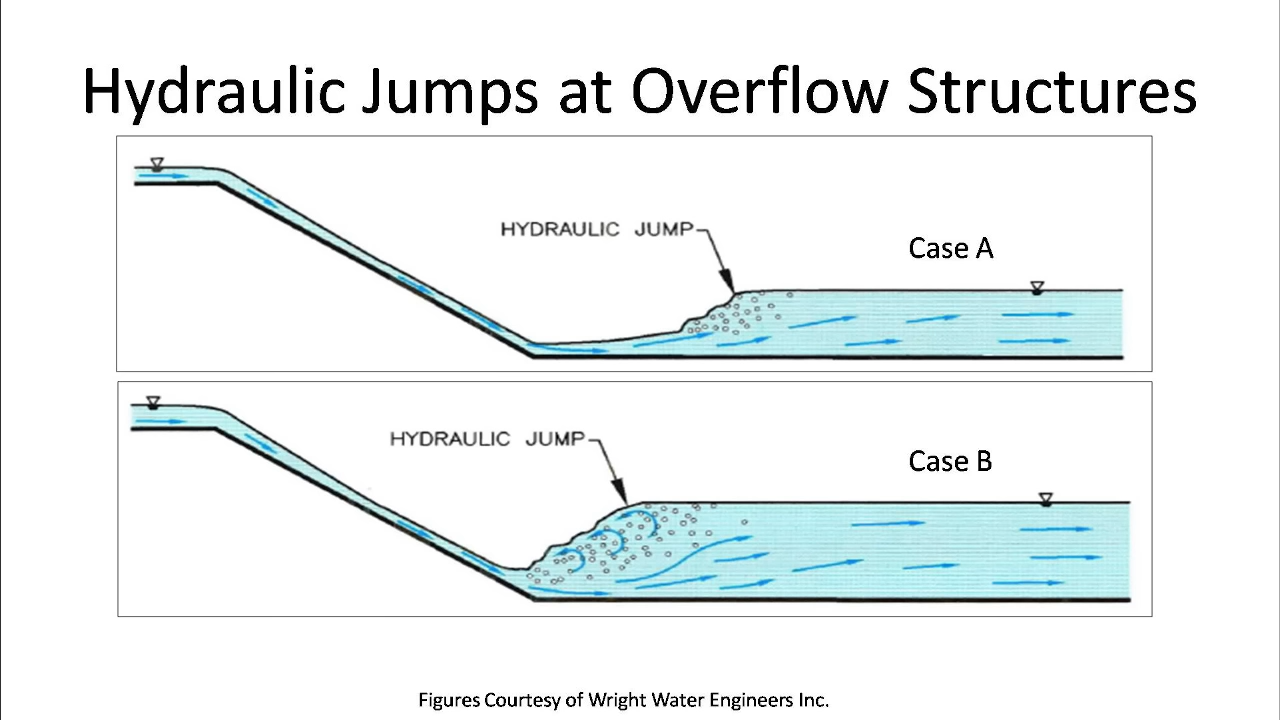 Hydraulic Jumps at Overflow Structures
HYDRAULIC JUMP
Case A
HYDRAULIC JUMP
Case B
Figures Courtesy of Wright Water Engineers Inc.